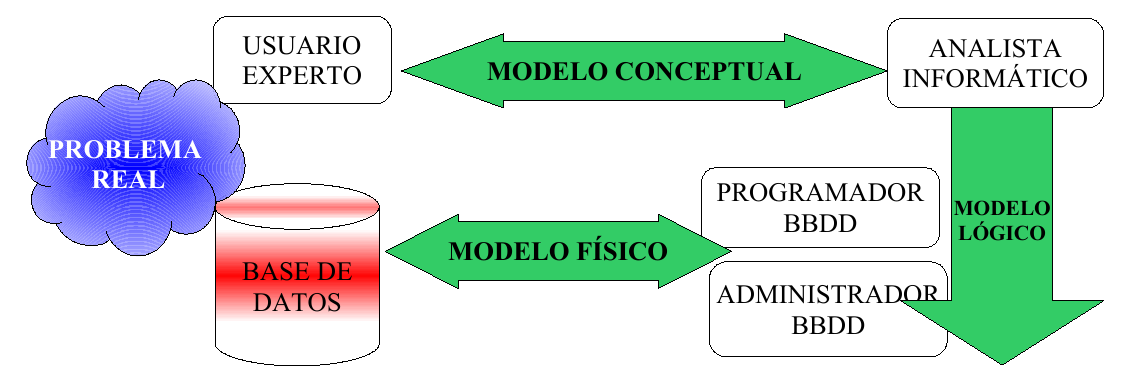 USUARIO
EXPERTO
MODELO CONCEPTUAL
ANALISTA
INFORMÁTICO
PROBLEMA
REAL
PROGRAMADOR
BBDD
MODELO
LÓGICO
MODELO FÍSICO
BASE DE
DATOS
ADMINISTRADOR
BBDD